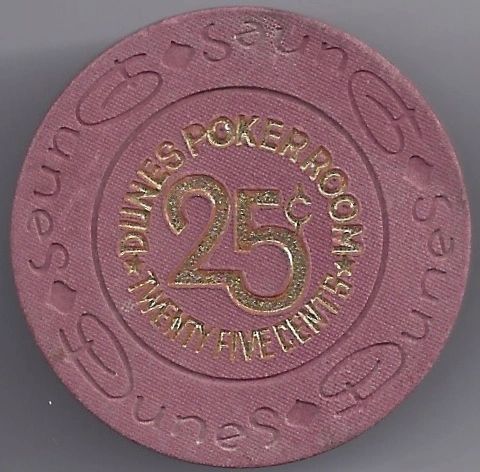 DUNES POKER ROOM
25¢
TWENTY FIVE CENTS
Dunes
Dunes
Dunes
Dunes